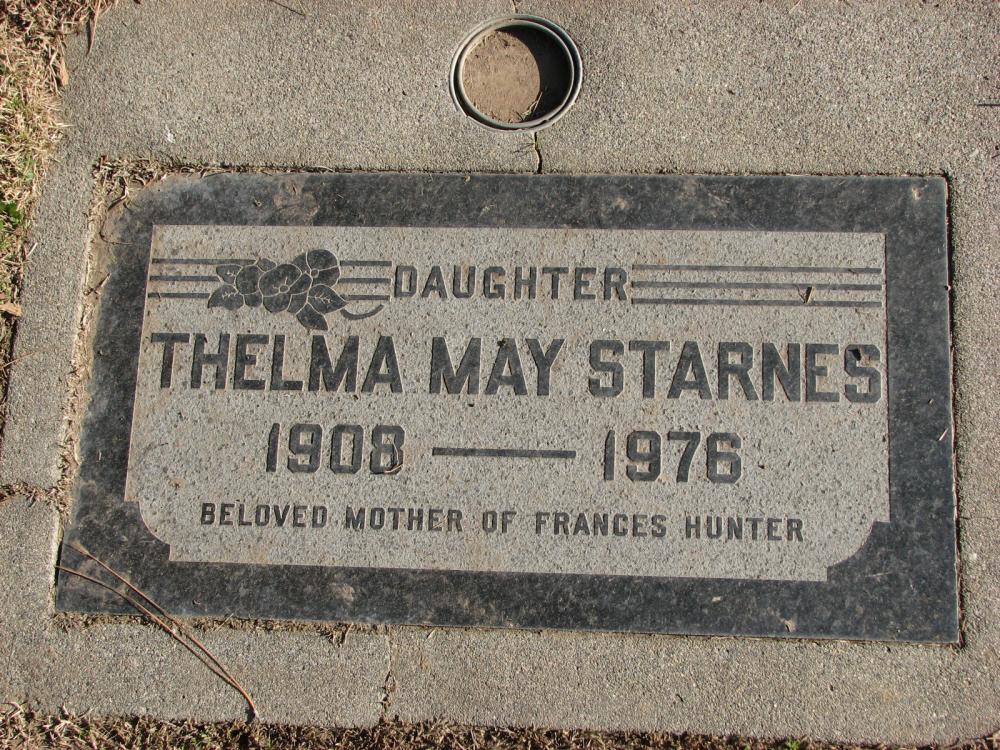 DAUGHTER
THELMA MAY STARNES
1908 — 1976
BELOVED MOTHER OF FRANCES HUNTER